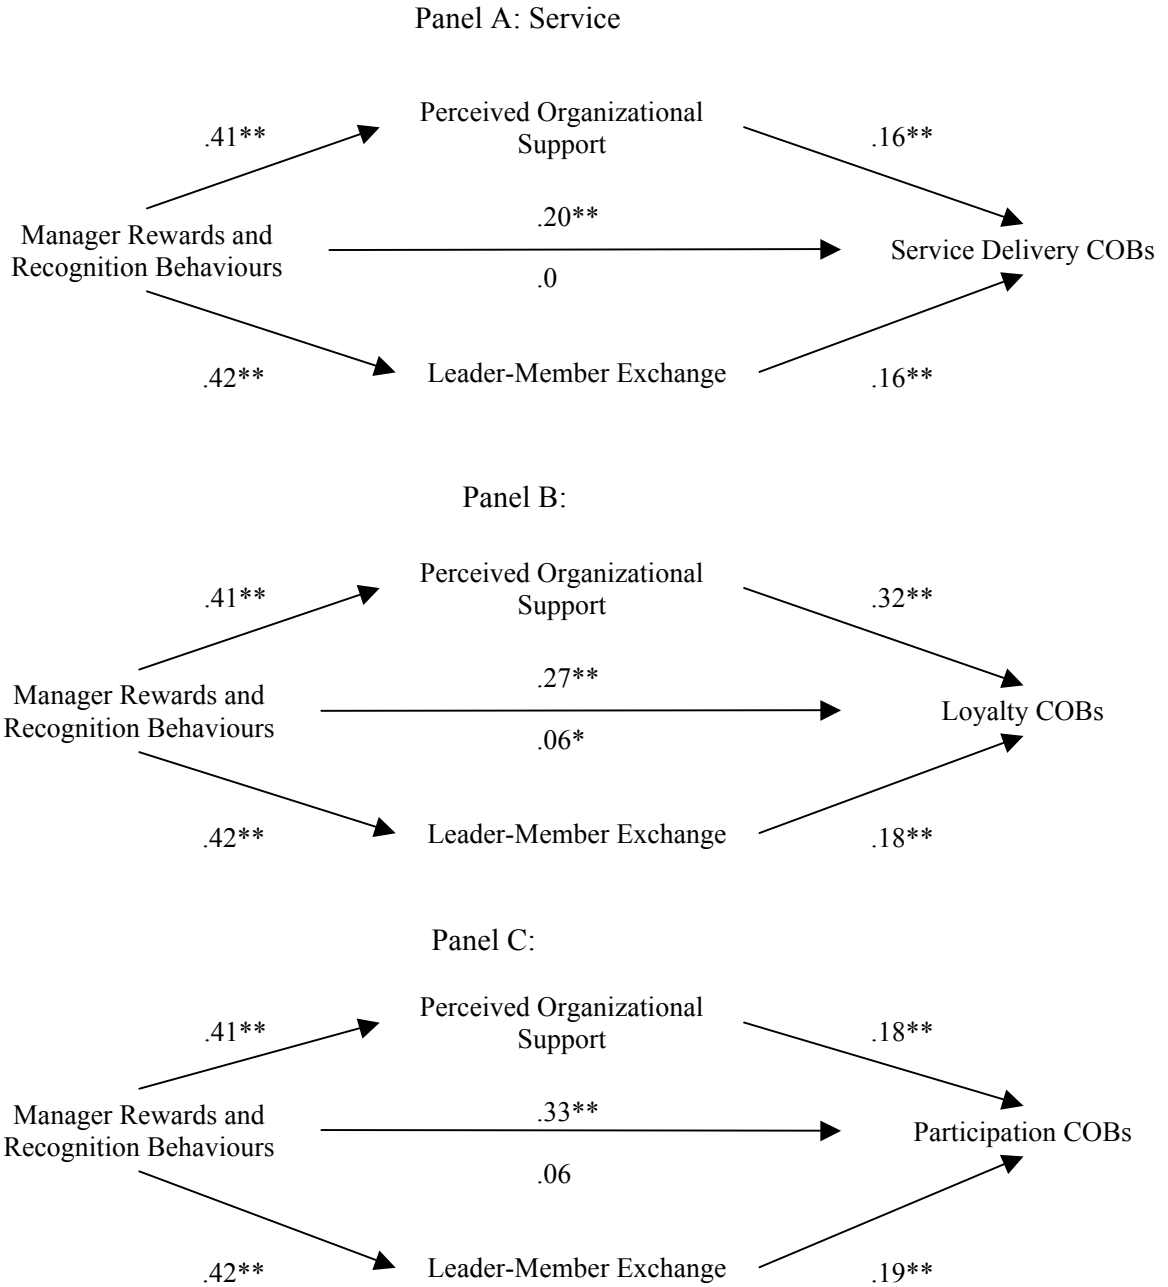 Panel A: Service
Perceived Organizational
Support
.41**
.16**
.20**
Manager Rewards and
Recognition Behaviours
Service Delivery COBs
.0
Leader-Member Exchange
.42**
.16**
Panel B:
Perceived Organizational
Support
.41**
.32**
.27**
Manager Rewards and
Recognition Behaviours
Loyalty COBs
.06*
Leader-Member Exchange
.42**
.18**
Panel C:
Perceived Organizational
Support
.41**
.18**
.33**
Manager Rewards and
Recognition Behaviours
Participation COBs
.06
Leader-Member Exchange
.42**
.19**